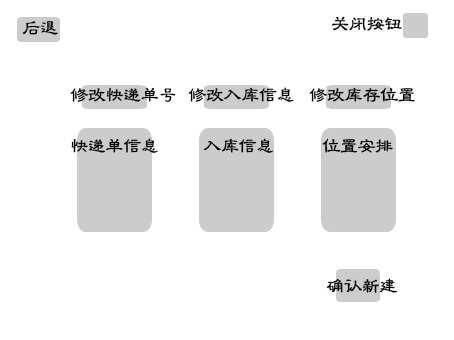 后退
关闭按钮
修改快递单号
修改入库信息
修改库存位置
快递单信息
入库信息
位置安排
确认新建